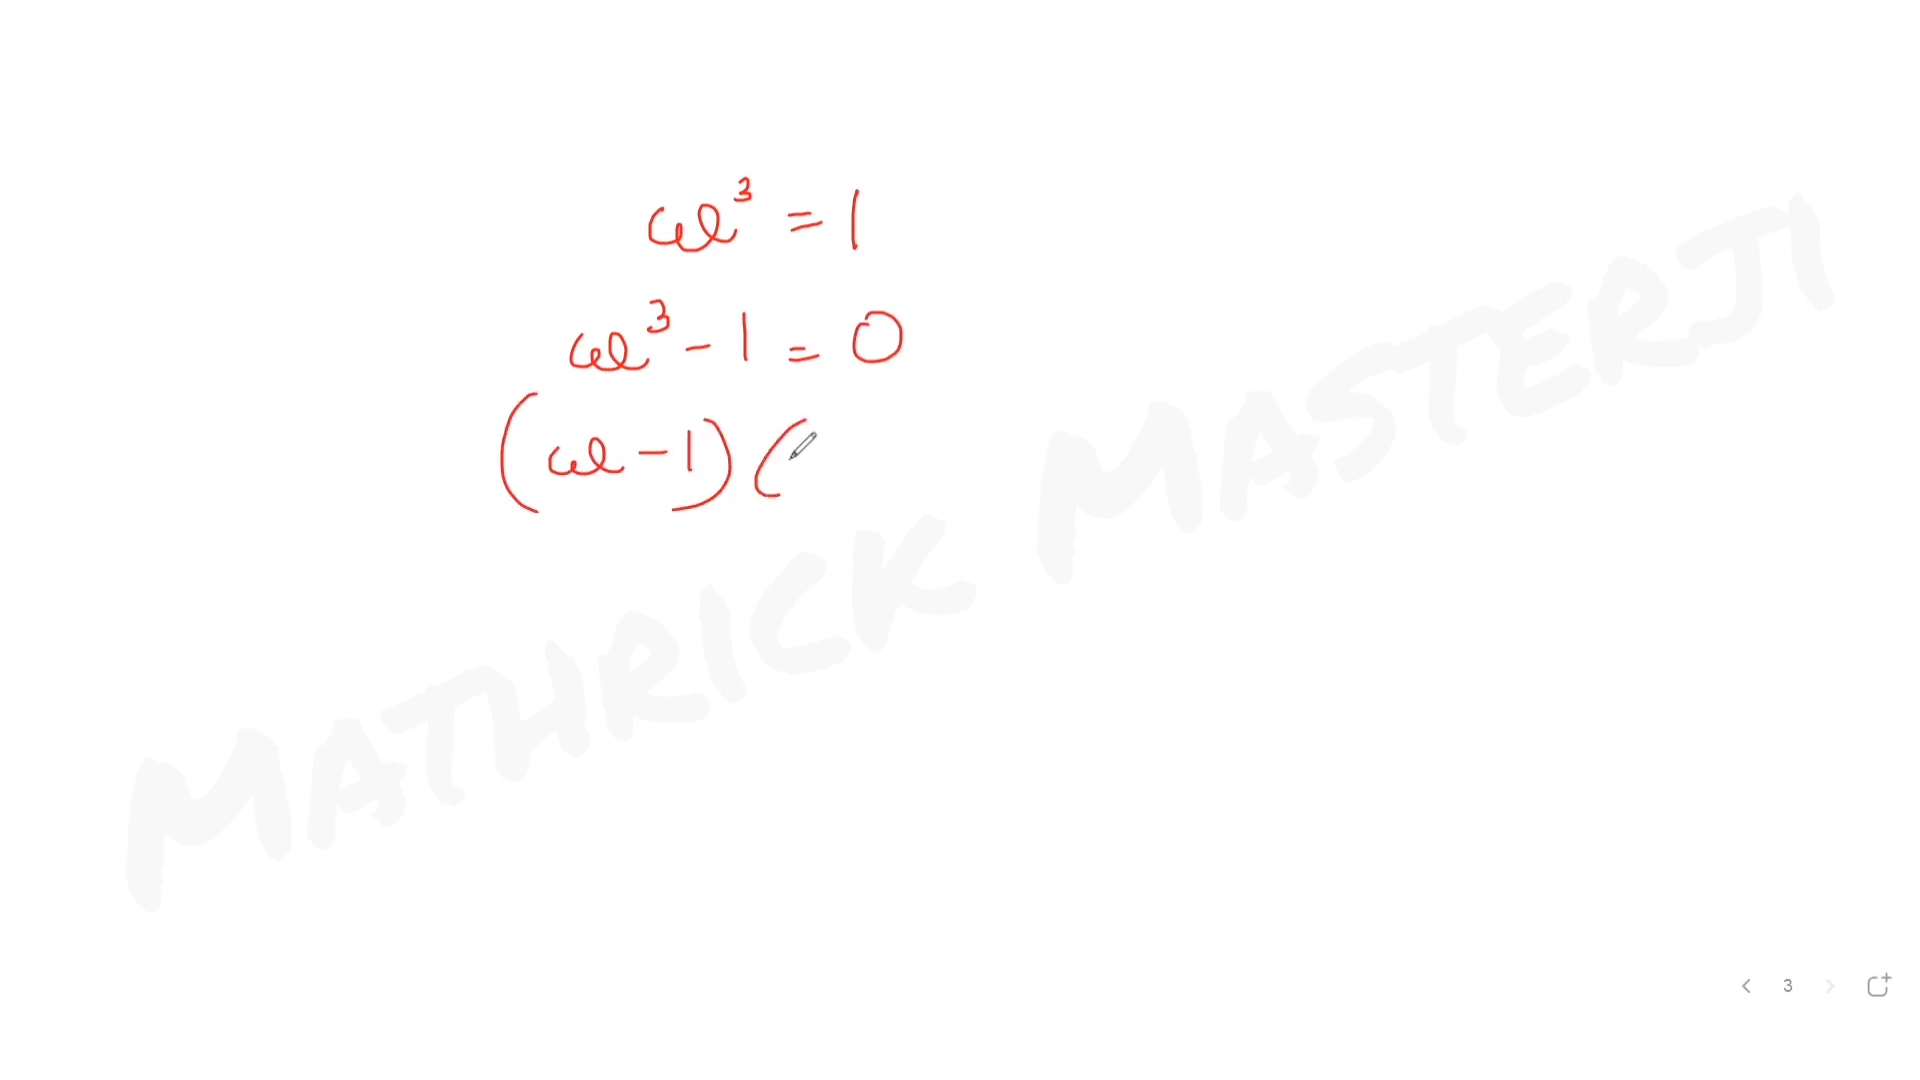 ω³ = 1
ω³ - 1 = 0
(ω - 1) (
MATHRICK MASTERJI
3